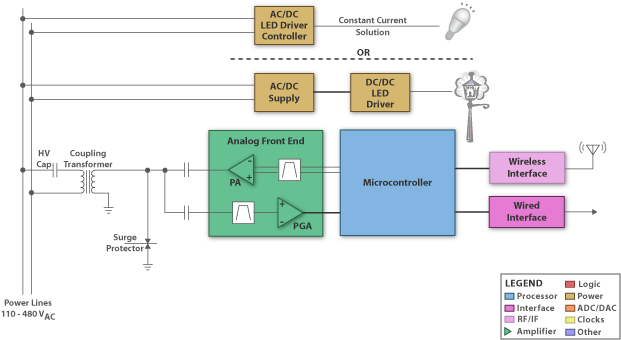 AC/DC
LED Driver
Controller
Constant Current
Solution
OR
AC/DC
Supply
DC/DC
LED
Driver
HV
Cap
Coupling
Transformer
Analog Front End
PA
PGA
Microcontroller
Wireless
Interface
Wired
Interface
Surge
Protector
Power Lines
110 - 480 VAC
LEGEND
Processor
Interface
RF/IF
Amplifier
Logic
Power
ADC/DAC
Clocks
Other